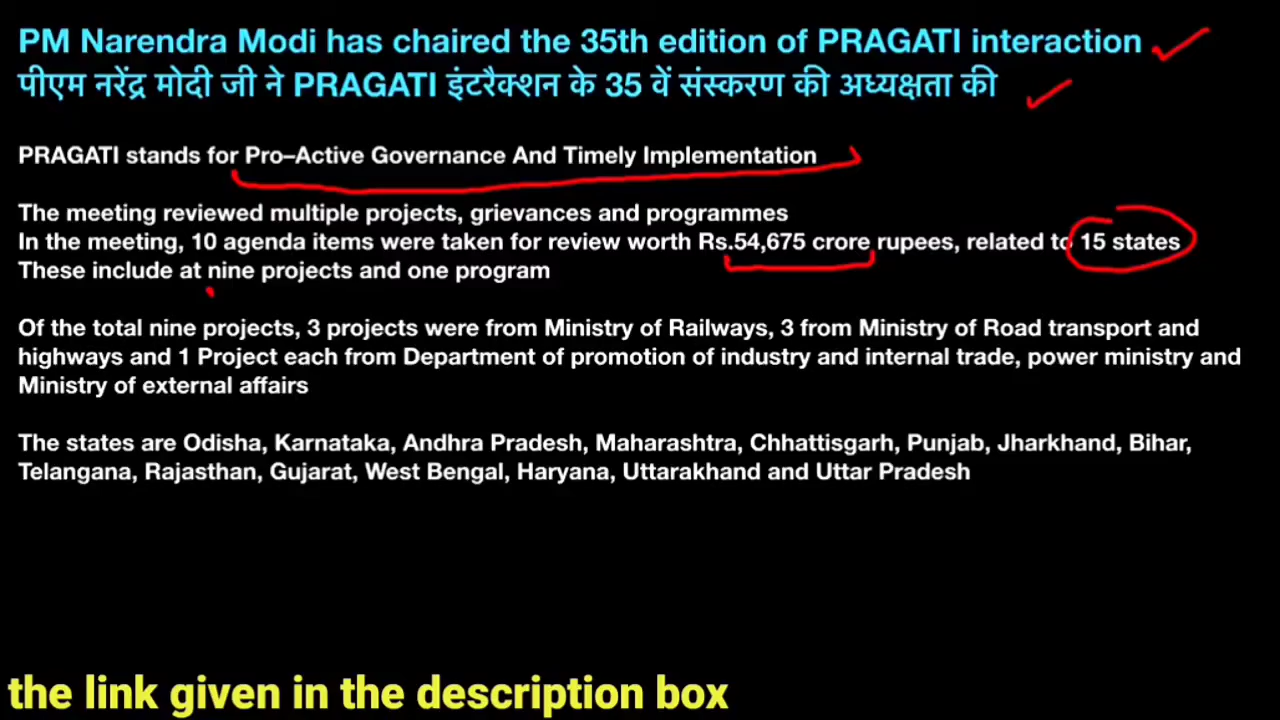 PM Narendra Modi has chaired the 35th edition of PRAGATI interaction
पीएम नरेंद्र मोदी जी ने PRAGATI इंटरैक्शन के 35 वें संस्करण की अध्यक्षता की
PRAGATI stands for Pro–Active Governance And Timely Implementation
The meeting reviewed multiple projects, grievances and programmes
In the meeting, 10 agenda items were taken for review worth Rs.54,675 crore rupees, related to 15 states
These include at nine projects and one program
Of the total nine projects, 3 projects were from Ministry of Railways, 3 from Ministry of Road transport and
highways and 1 Project each from Department of promotion of industry and internal trade, power ministry and
Ministry of external affairs
The states are Odisha, Karnataka, Andhra Pradesh, Maharashtra, Chhattisgarh, Punjab, Jharkhand, Bihar,
Telangana, Rajasthan, Gujarat, West Bengal, Haryana, Uttarakhand and Uttar Pradesh
the link given in the description box